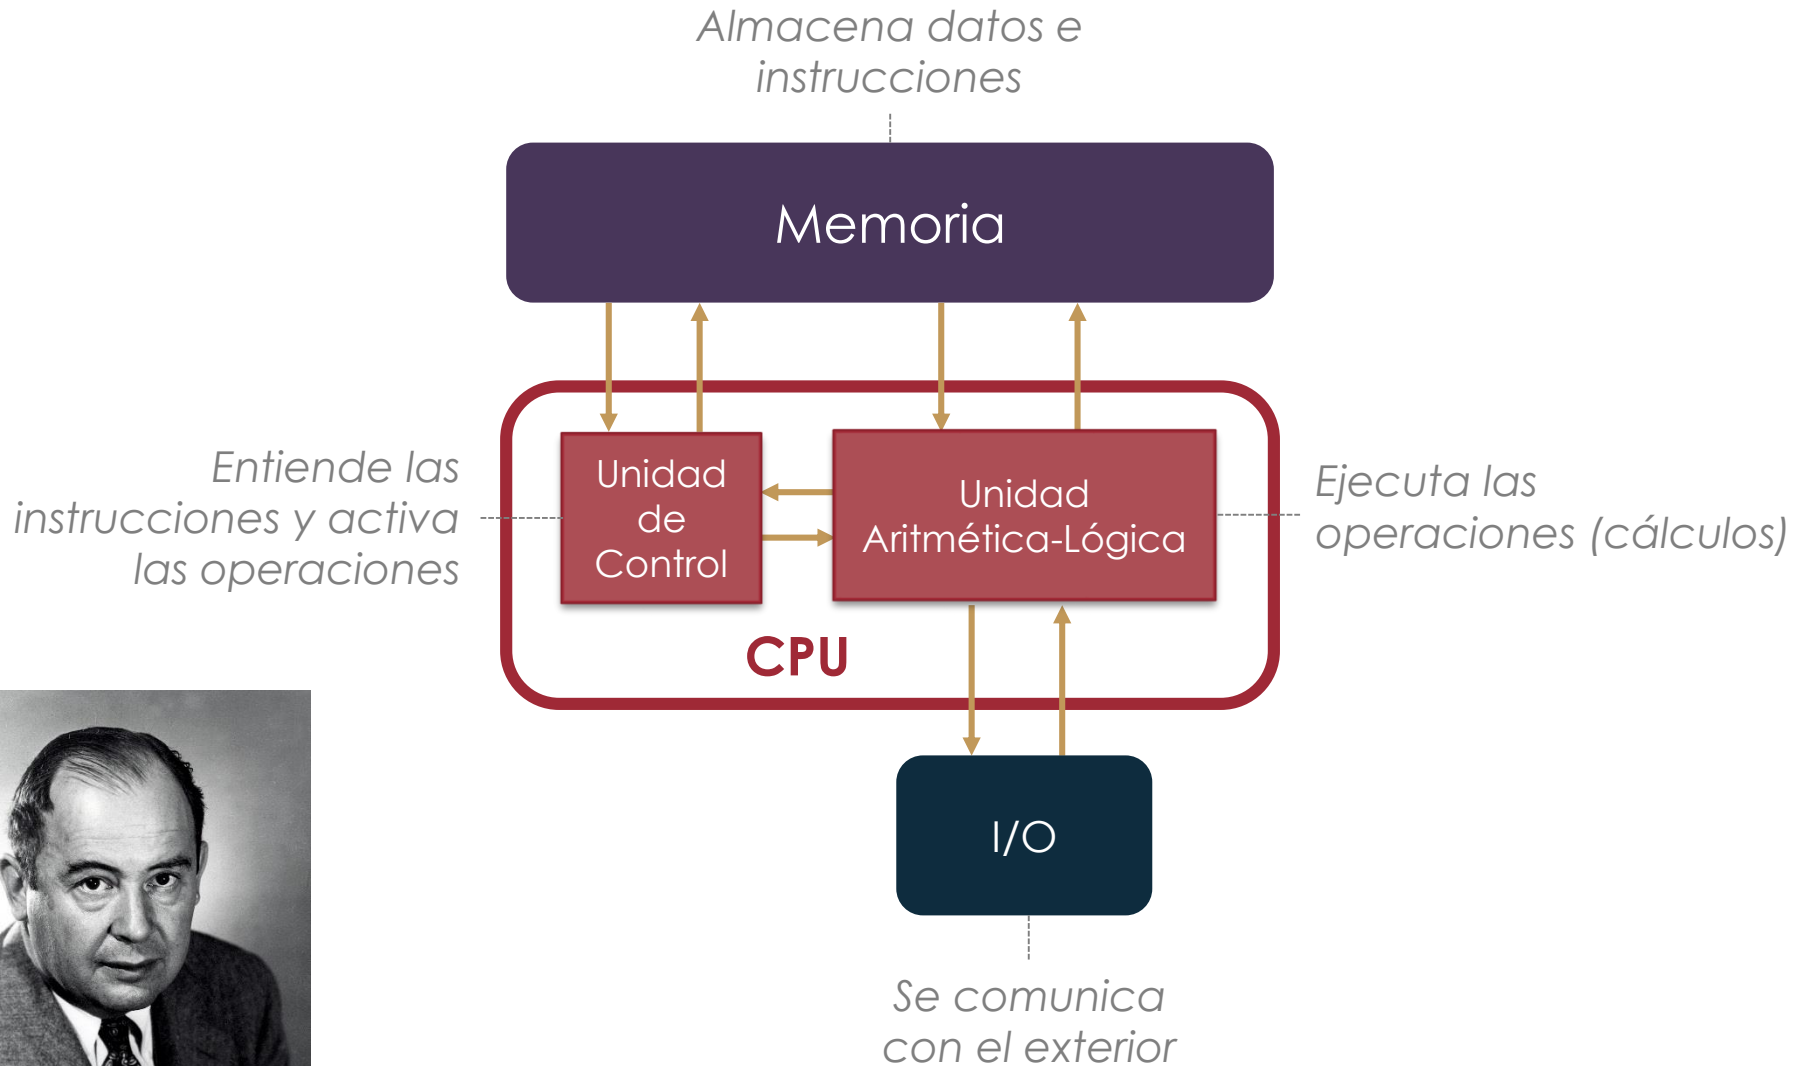 Almacena datos e
instrucciones
Memoria
Entiende las
instrucciones y activa
las operaciones
Unidad
de
Control
Unidad
Aritmética-Lógica
Ejecuta las
operaciones (cálculos)
CPU
I/O
Se comunica
con el exterior